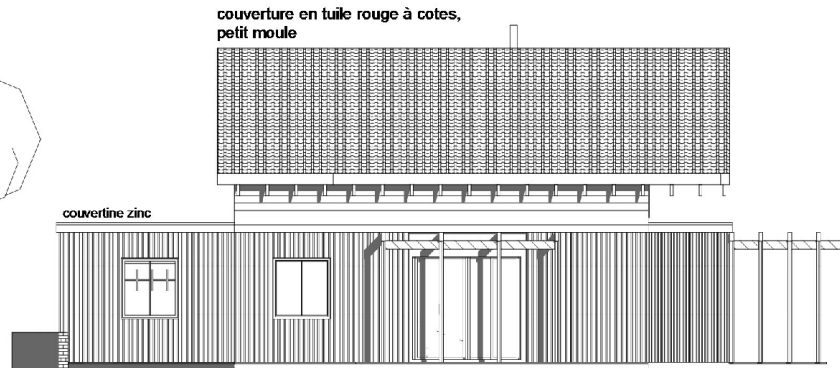 couverture en tuile rouge à cotes,
petit moule
couvertine zinc